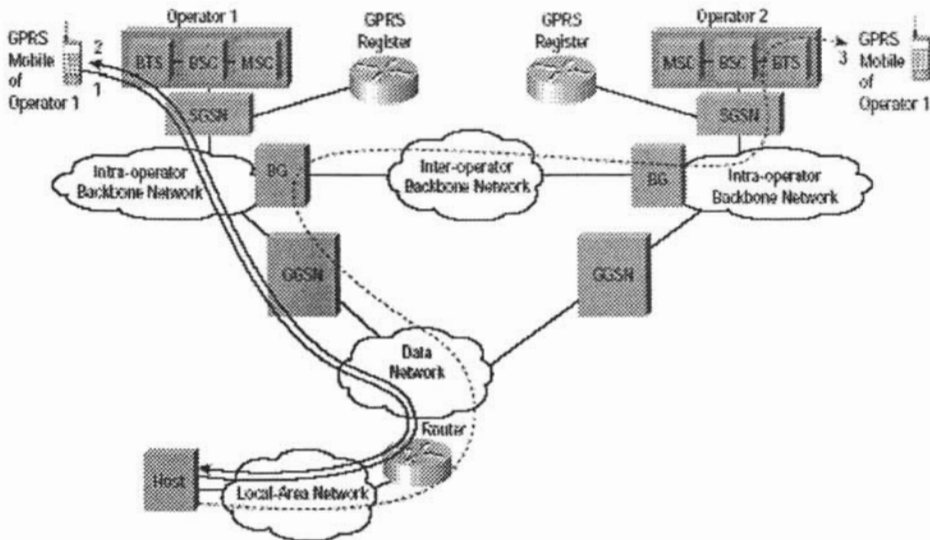 Operator 1
Operator 2
GPRS
Mobile
of
Operator 1
2
1
BTS
BSC
MSC
GPRS
Register
GPRS
Register
MSC
BSC
BTS
3
GPRS
Mobile
of
Operator 1
SGSN
SGSN
Intra-operator
Backbone Network
BG
Inter-operator
Backbone Network
BG
Intra-operator
Backbone Network
GGSN
GGSN
Data
Network
Router
Host
Local-Area Network